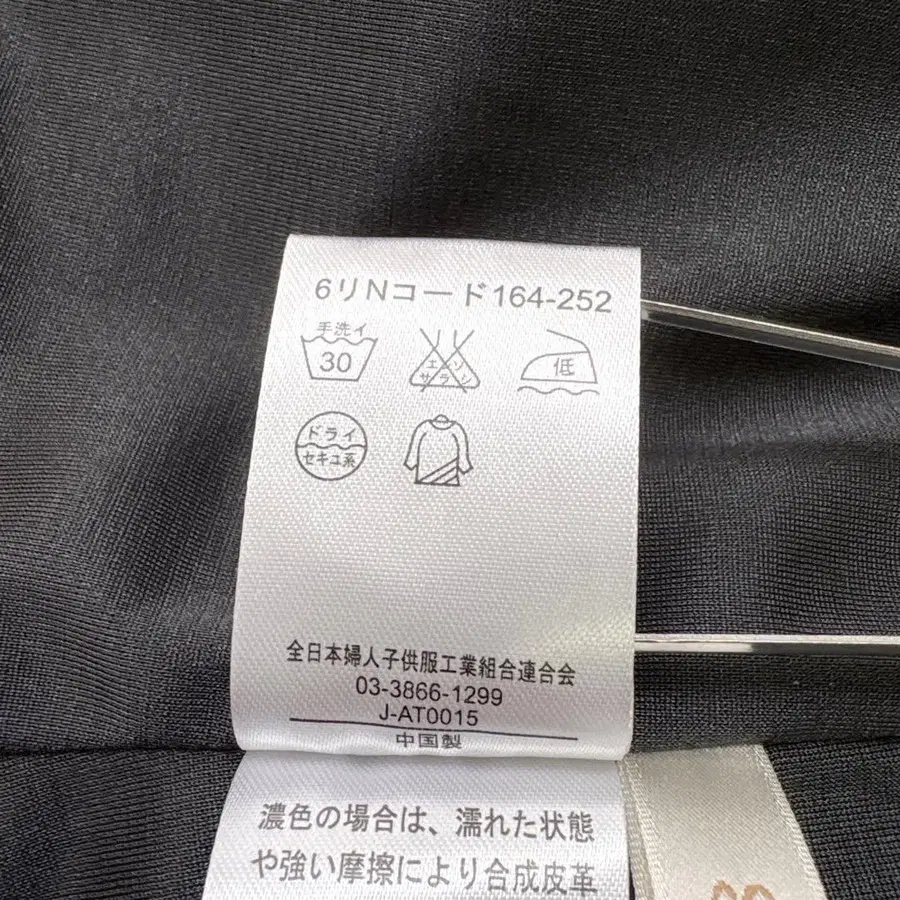 6リNコード164-252
手洗イ
30
エンソ
サラシ
低
ドライ
セキユ系
全日本婦人子供服工業組合連合会
03-3866-1299
J-AT0015
中国製
濃色の場合は、濡れた状態
や強い摩擦により合成皮革